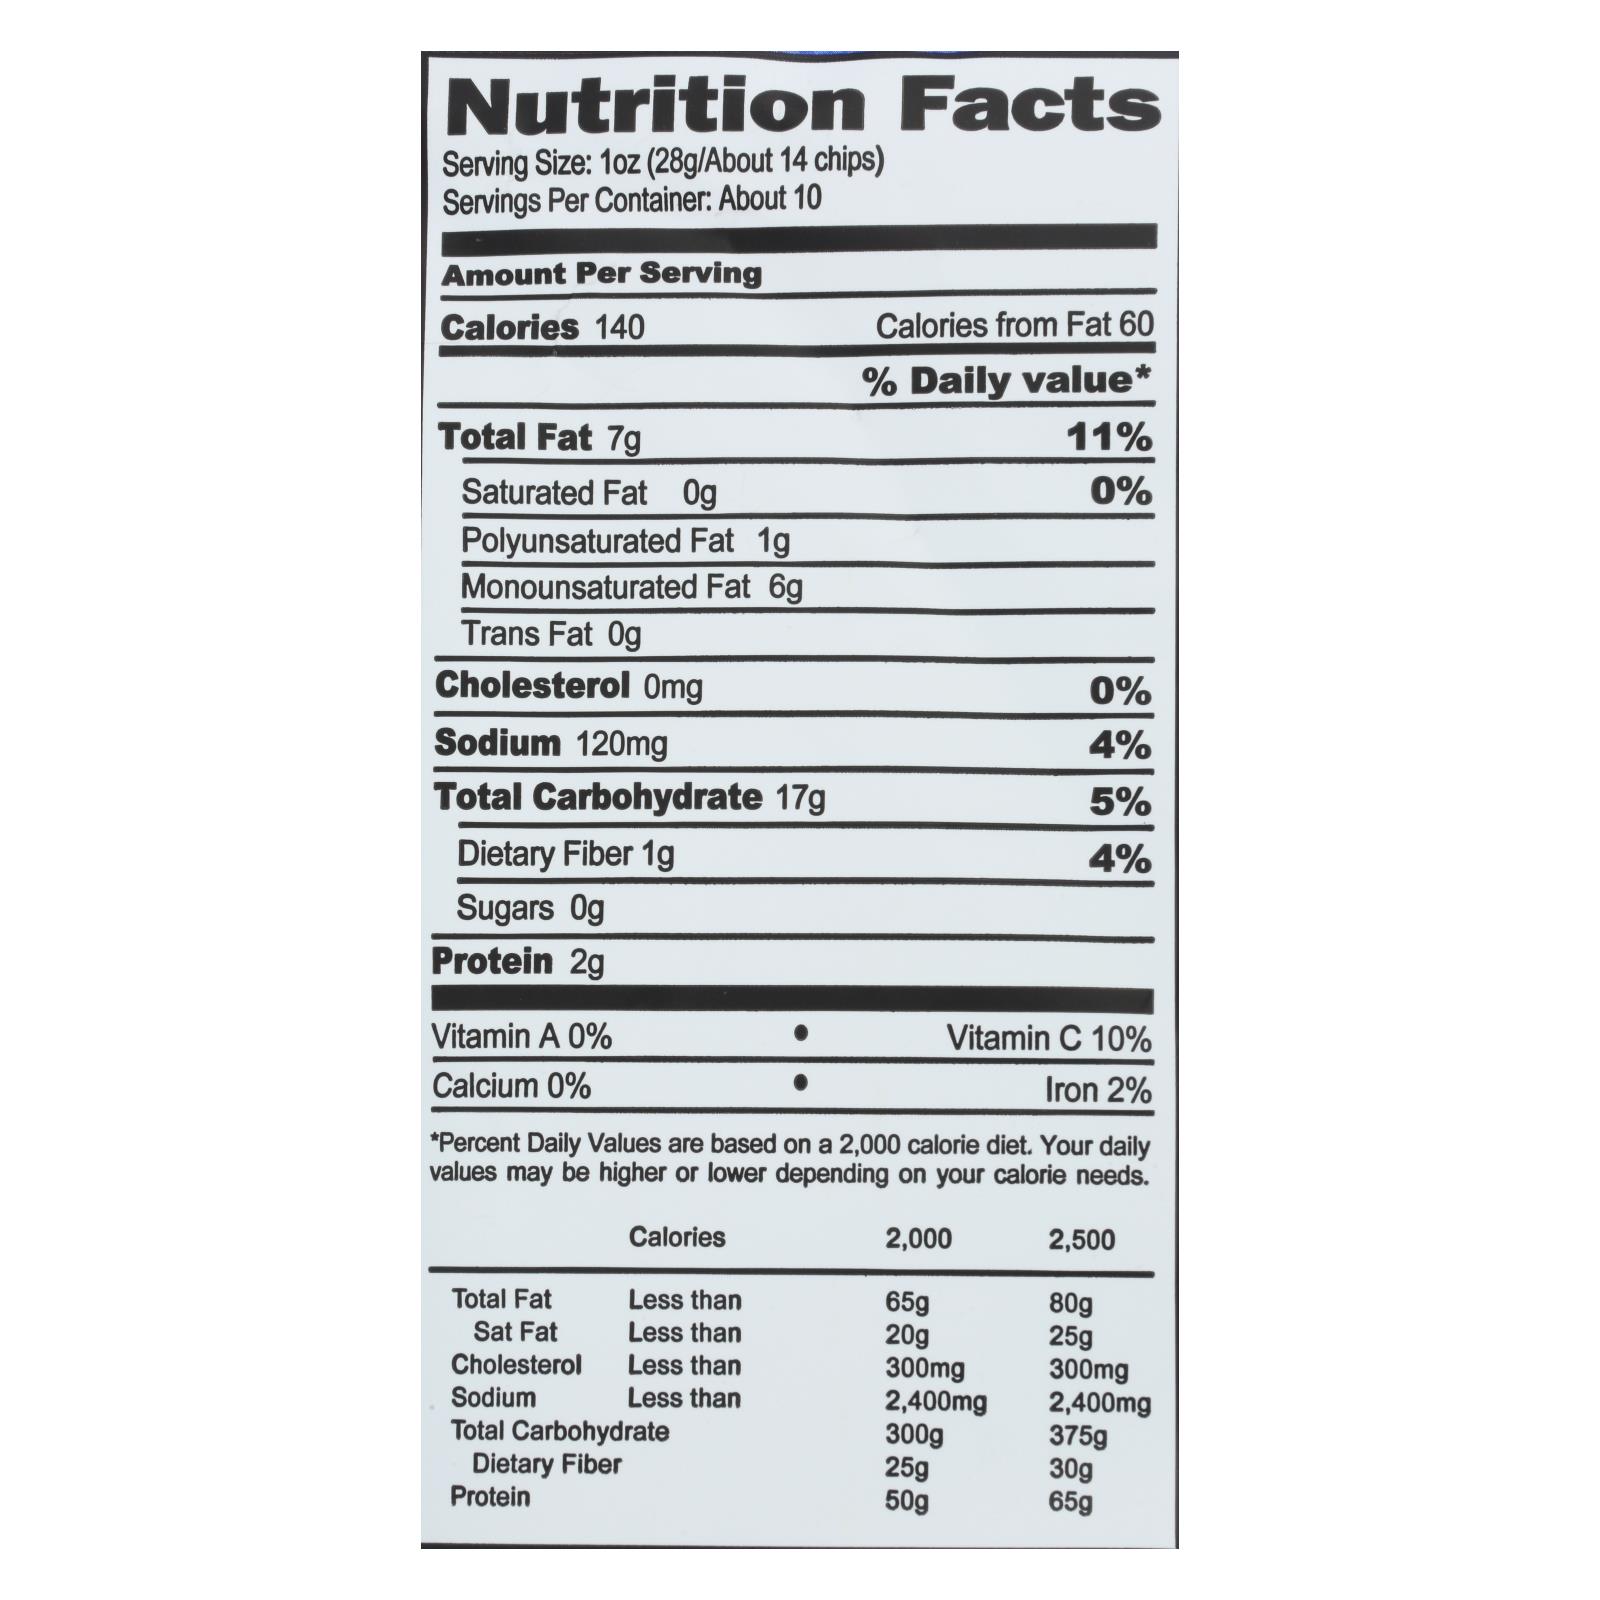 Nutrition Facts
Serving Size: 1oz (28g/About 14 chips)
Servings Per Container: About 10
Amount Per Serving
Calories 140 Calories from Fat 60
% Daily value*
Total Fat 7g 11%
Saturated Fat 0g 0%
Polyunsaturated Fat 1g
Monounsaturated Fat 6g
Trans Fat 0g
Cholesterol 0mg 0%
Sodium 120mg 4%
Total Carbohydrate 17g 5%
Dietary Fiber 1g 4%
Sugars 0g
Protein 2g
Vitamin A 0% • Vitamin C 10%
Calcium 0% • Iron 2%
*Percent Daily Values are based on a 2,000 calorie diet. Your daily
values may be higher or lower depending on your calorie needs.
Calories 2,000 2,500
Total Fat Less than 65g 80g
Sat Fat Less than 20g 25g
Cholesterol Less than 300mg 300mg
Sodium Less than 2,400mg 2,400mg
Total Carbohydrate 300g 375g
Dietary Fiber 25g 30g
Protein 50g 65g